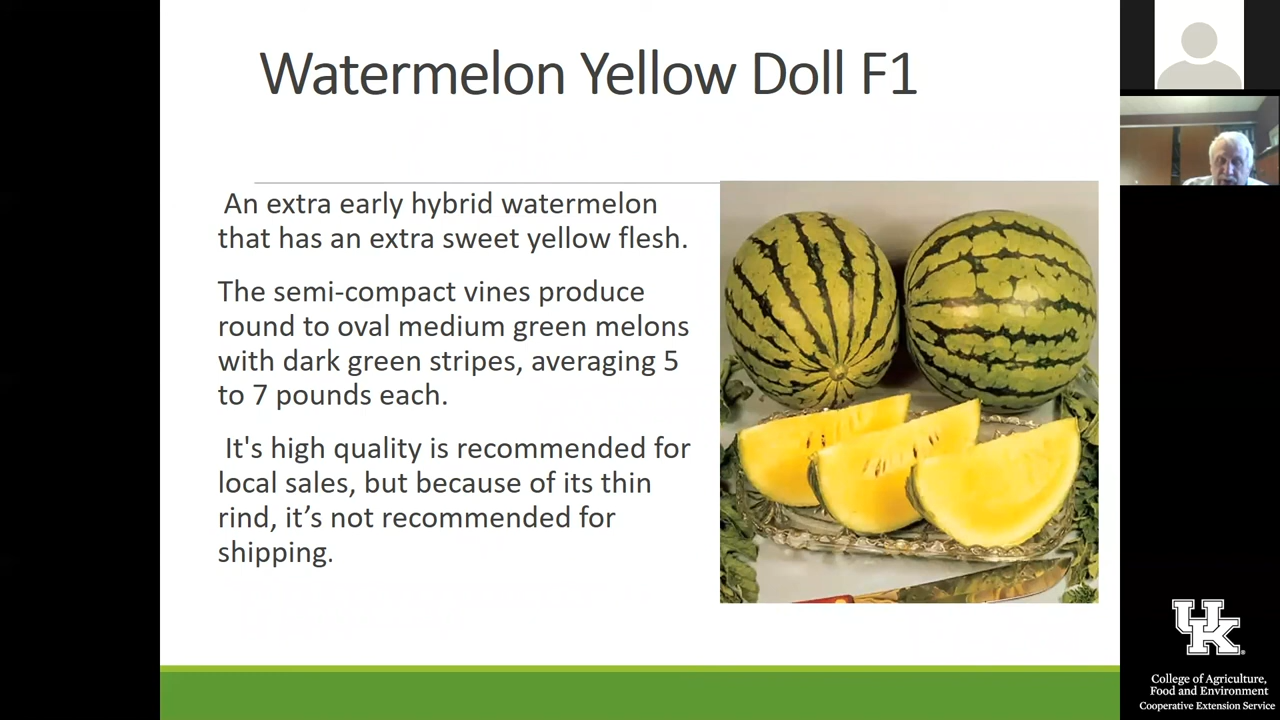 Watermelon Yellow Doll F1
An extra early hybrid watermelon
that has an extra sweet yellow flesh.
The semi-compact vines produce
round to oval medium green melons
with dark green stripes, averaging 5
to 7 pounds each.
It's high quality is recommended for
local sales, but because of its thin
rind, it’s not recommended for
shipping.
UK
College of Agriculture,
Food and Environment
Cooperative Extension Service